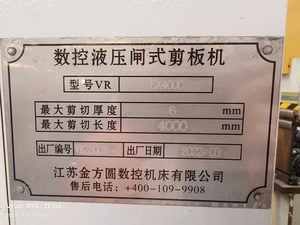 数控液压闸式剪板机
型号VR 6X4000
最大剪切厚度 6 mm
最大剪切长度 4000 mm
出厂编号 出厂日期
江苏金方圆数控机床有限公司
售后电话：+400-109-9908